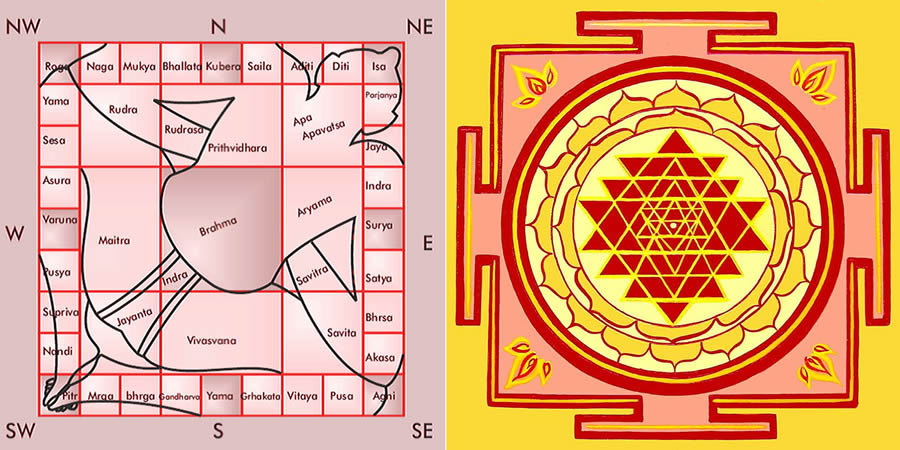 NW N NE
Roga Naga Mukya Bhallata Kubera Saila Aditi Diti Isa
Yama Rudra Parjanya
Rudrasa Apa
Apavatsa
Sesa Prithvidhara Jaya
Asura Indra
Aryama
Varuna Brahma Surya
W Maitra E
Pusya Indra Savitra Satya
Supriva Jayanta Savita Bhrsa
Vivasvana
Nandi Akasa
Pitr Mrga bhrga Gandharva Yama Grhakata Vitaya Pusa Agni
SW S SE